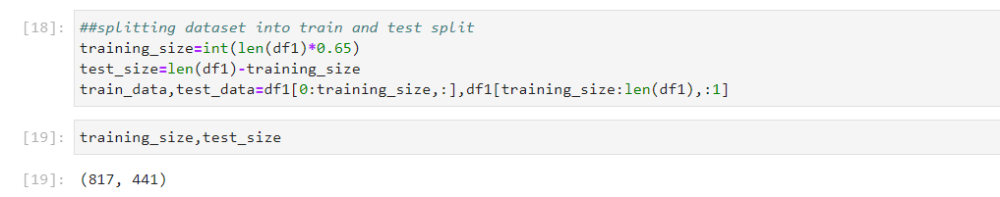 [18]: ##splitting dataset into train and test split
training_size=int(len(df1)*0.65)
test_size=len(df1)-training_size
train_data,test_data=df1[0:training_size,:],df1[training_size:len(df1),:1]
[19]: training_size,test_size
[19]: (817, 441)